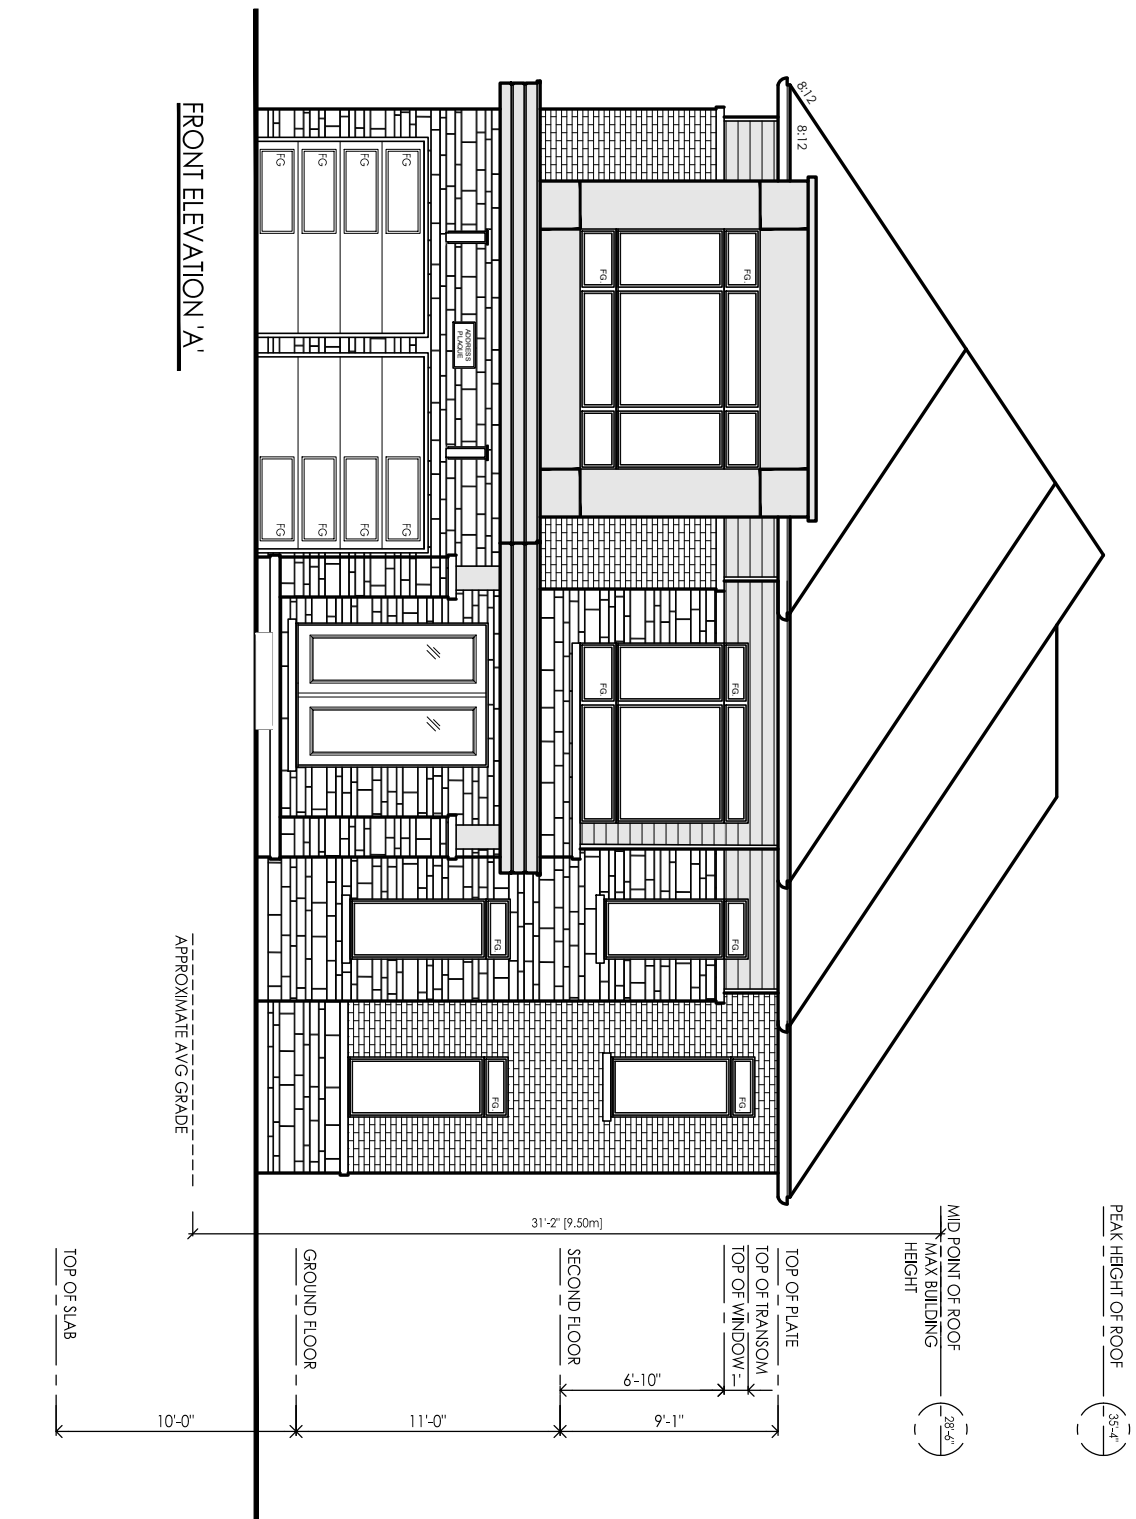 PEAK HEIGHT OF ROOF
35'-4"
MID POINT OF ROOF
MAX BUILDING
HEIGHT
28'-6"
8:12
8:12
TOP OF PLATE
TOP OF TRANSOM
TOP OF WINDOW
1'
6'-10"
9'-1"
FG.
FG.
FG.
FG.
FG.
FG
SECOND FLOOR
31'-2" [9.50m]
11'-0"
ADDRESS
PLAQUE
FG.
FG
FG
FG
FG
FG
FG
FG
FG
FG
GROUND FLOOR
10'-0"
APPROXIMATE AVG GRADE
TOP OF SLAB
FRONT ELEVATION 'A'